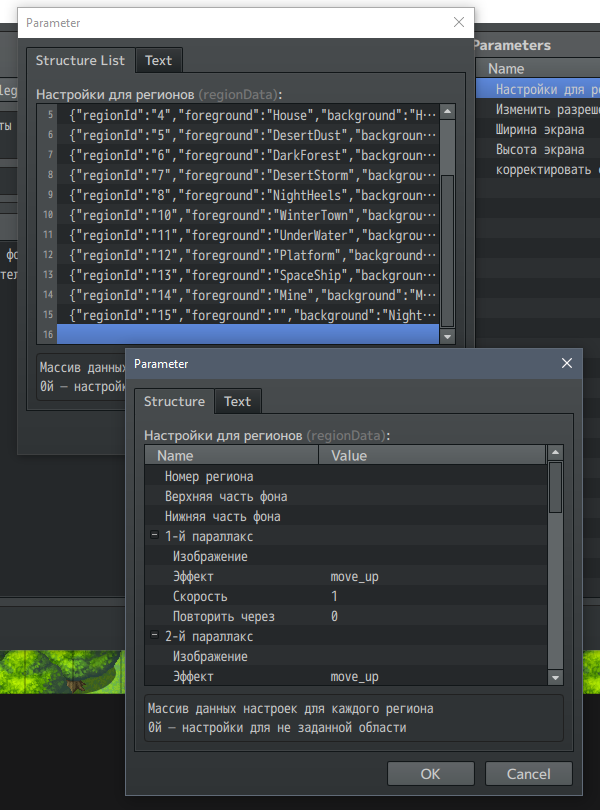 Parameter
Structure List
Text
Настройки для регионов (regionData):
5 {"regionId":"4","foreground":"House","background":"H…
6 {"regionId":"5","foreground":"DesertDust","backgroun…
7 {"regionId":"6","foreground":"DarkForest","backgroun…
8 {"regionId":"7","foreground":"DesertStorm","backgrou…
9 {"regionId":"8","foreground":"NightHeels","backgroun…
10 {"regionId":"10","foreground":"WinterTown","backgrou…
11 {"regionId":"11","foreground":"UnderWater","backgrou…
12 {"regionId":"12","foreground":"Platform","background…
13 {"regionId":"13","foreground":"SpaceShip","backgroun…
14 {"regionId":"14","foreground":"Mine","background":"M…
15 {"regionId":"15","foreground":"","background":"Night…
16
Массив данных
0й – настройк
Parameters
Name
Настройки для р
Изменить разреш
Ширина экрана
Высота экрана
корректировать
leg
ты
фо
тел
Parameter
Structure
Text
Настройки для регионов (regionData):
Name Value
Номер региона
Верхняя часть фона
Нижняя часть фона
1-й параллакс
Изображение
Эффект move_up
Скорость 1
Повторить через 0
2-й параллакс
Изображение
Эффект move_up
Массив данных настроек для каждого региона
0й – настройки для не заданной области
OK
Cancel